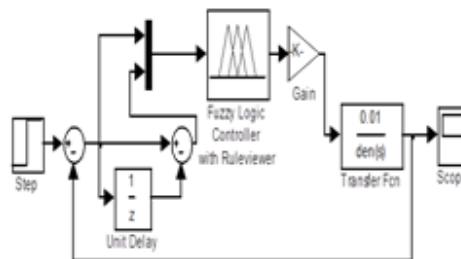 K-
Fuzzy Logic
Controller
with Ruleviewer
Gain
0.01
den(s)
Transfer Fcn
Scop
Step
1
z
Unit Delay